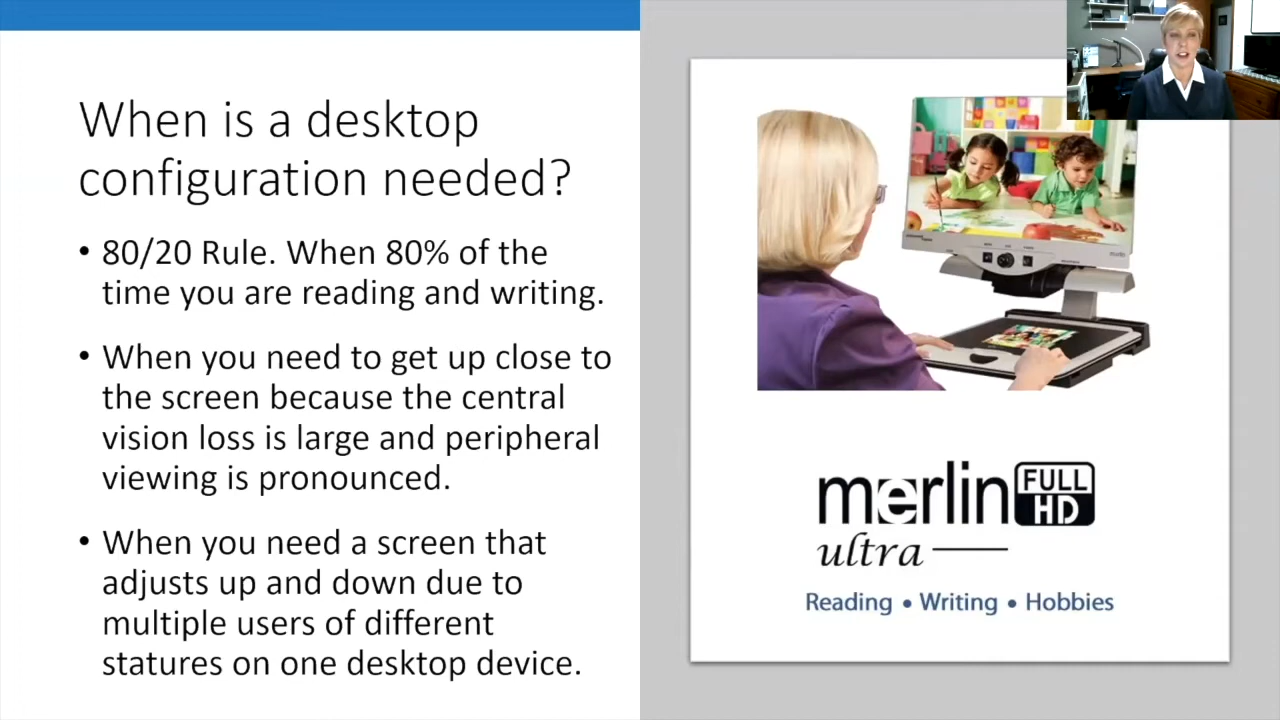 When is a desktop
configuration needed?
• 80/20 Rule. When 80% of the
time you are reading and writing.
• When you need to get up close to
the screen because the central
vision loss is large and peripheral
viewing is pronounced.
• When you need a screen that
adjusts up and down due to
multiple users of different
statures on one desktop device.
merlin FULL HD
ultra
Reading • Writing • Hobbies